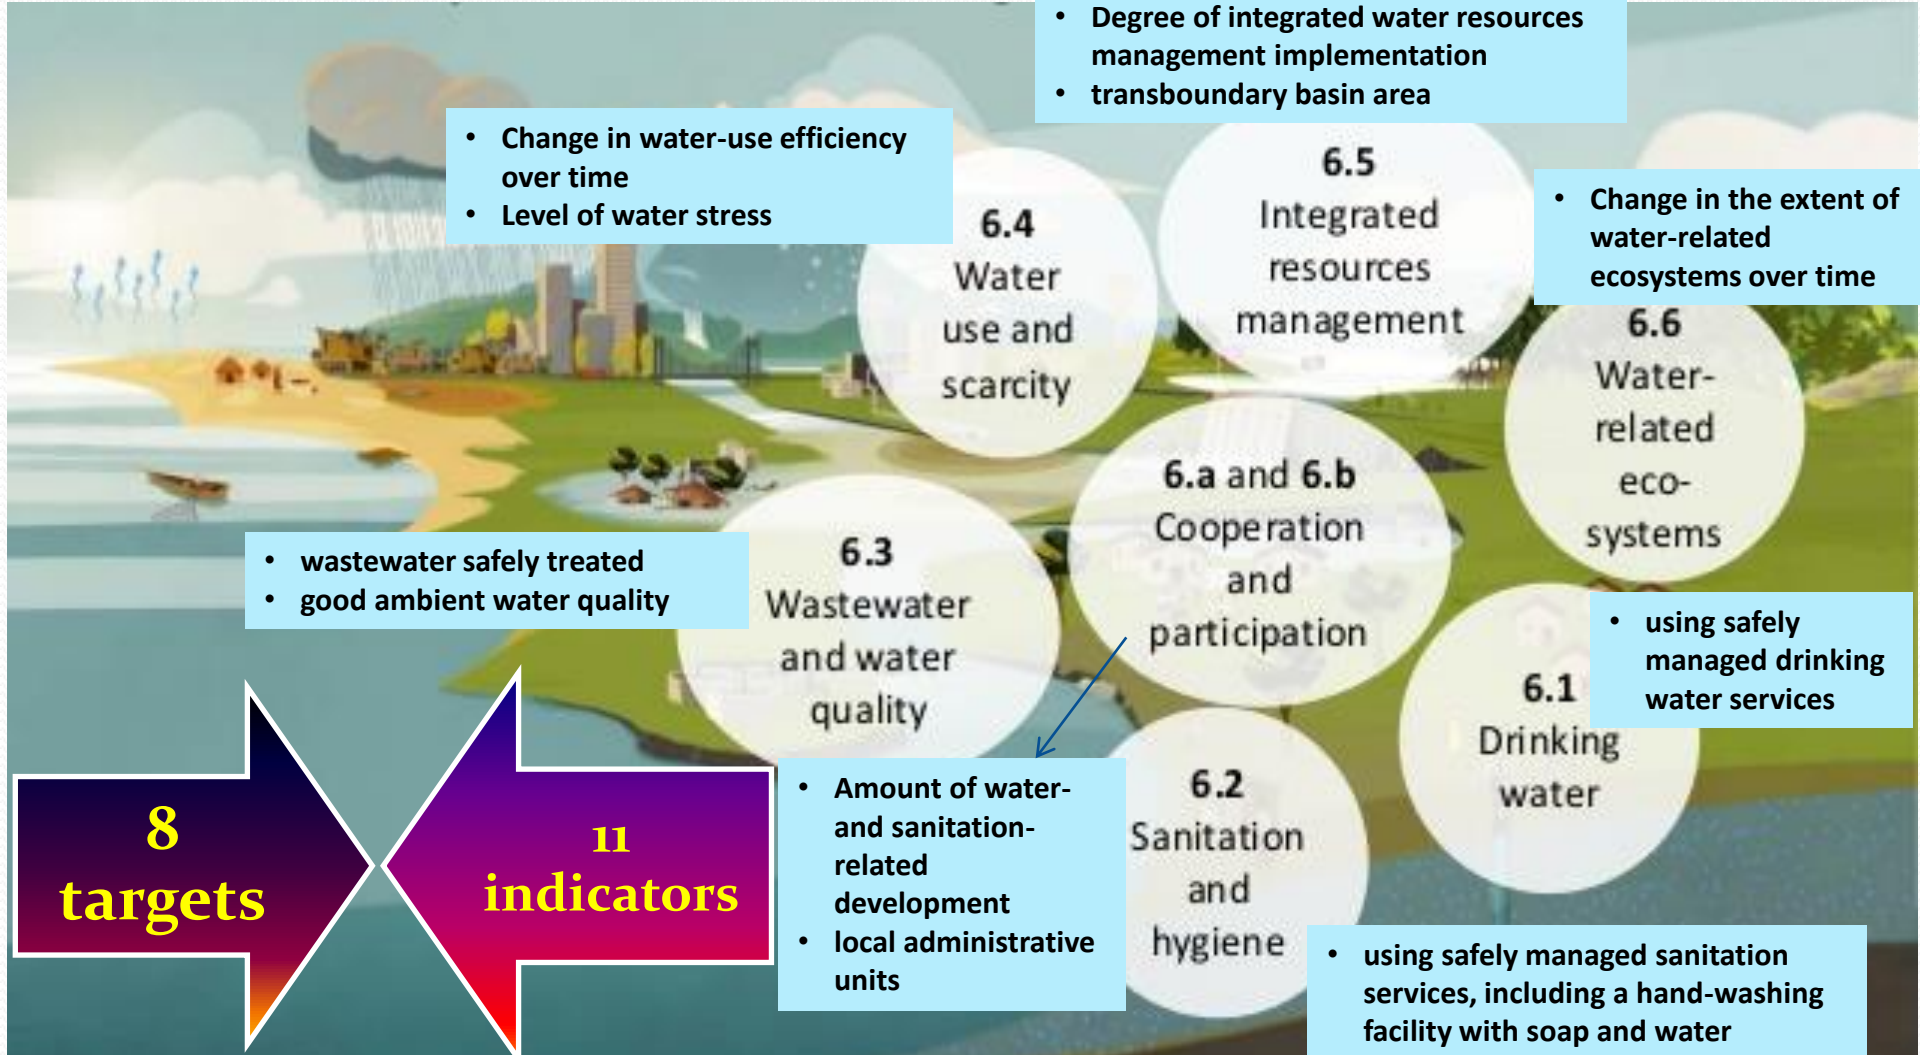 • Degree of integrated water resources
management implementation
• transboundary basin area
• Change in water-use efficiency
over time
• Level of water stress
6.5
Integrated
resources
management
• Change in the extent of
water-related
ecosystems over time
6.4
Water
use and
scarcity
6.6
Water-
related
eco-
systems
6.a and 6.b
Cooperation
and
participation
• wastewater safely treated
• good ambient water quality
6.3
Wastewater
and water
quality
• using safely
managed drinking
water services
6.1
Drinking
water
8
targets
11
indicators
• Amount of water-
and sanitation-
related
development
• local administrative
units
6.2
Sanitation
and
hygiene
• using safely managed sanitation
services, including a hand-washing
facility with soap and water